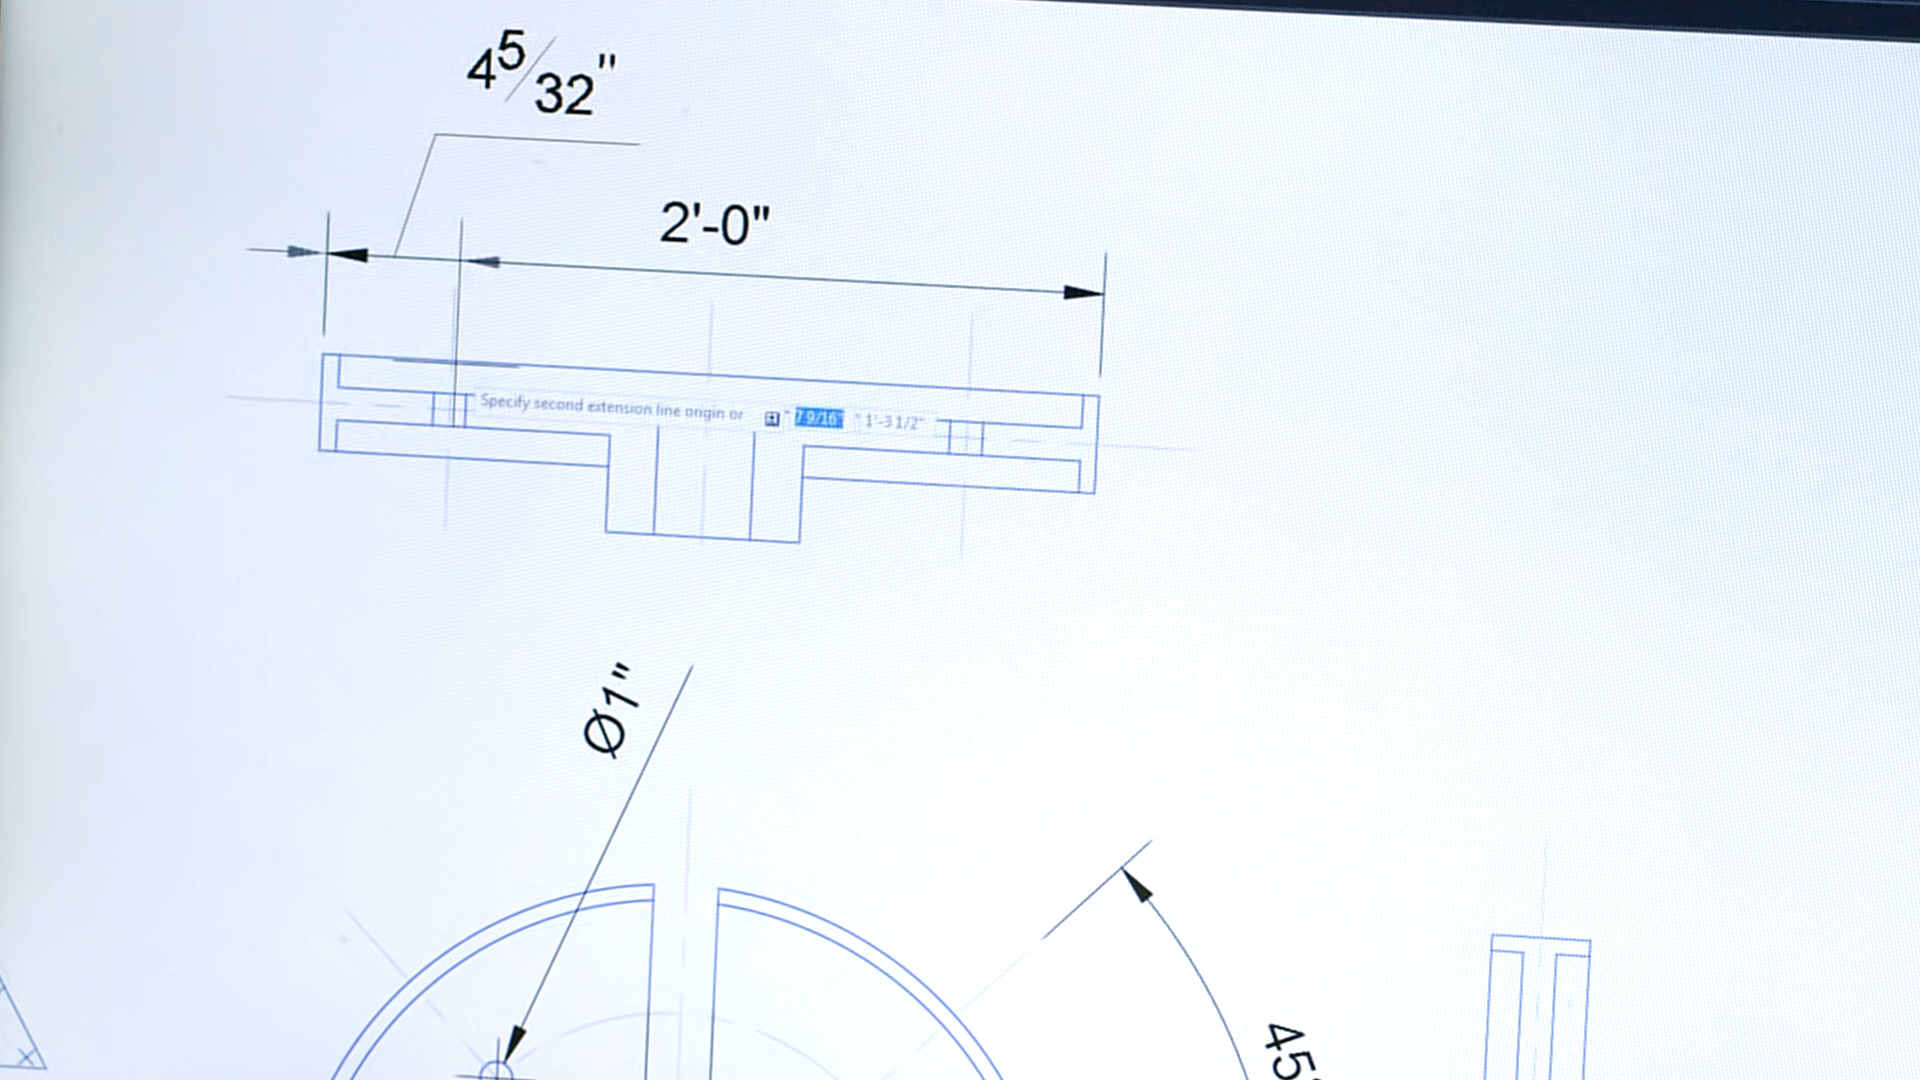 4 5/32"
2'-0"
Specify second extension line origin or 7 9/16" 1'-3 1/2"
Ø1"
45°